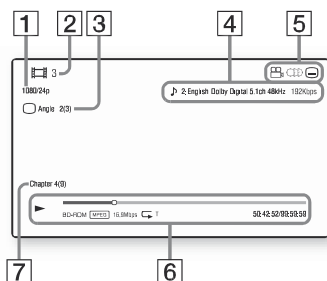 1 2 3 4 5
3
1080/24p
♪ 2:English Dolby Digital 5.1ch 48kHz 192Kbps
Angle 2(3)
Chapter 4(9)
BD-ROM MPEG 16.9Mbps 50:42:52/99:59:59
7 6